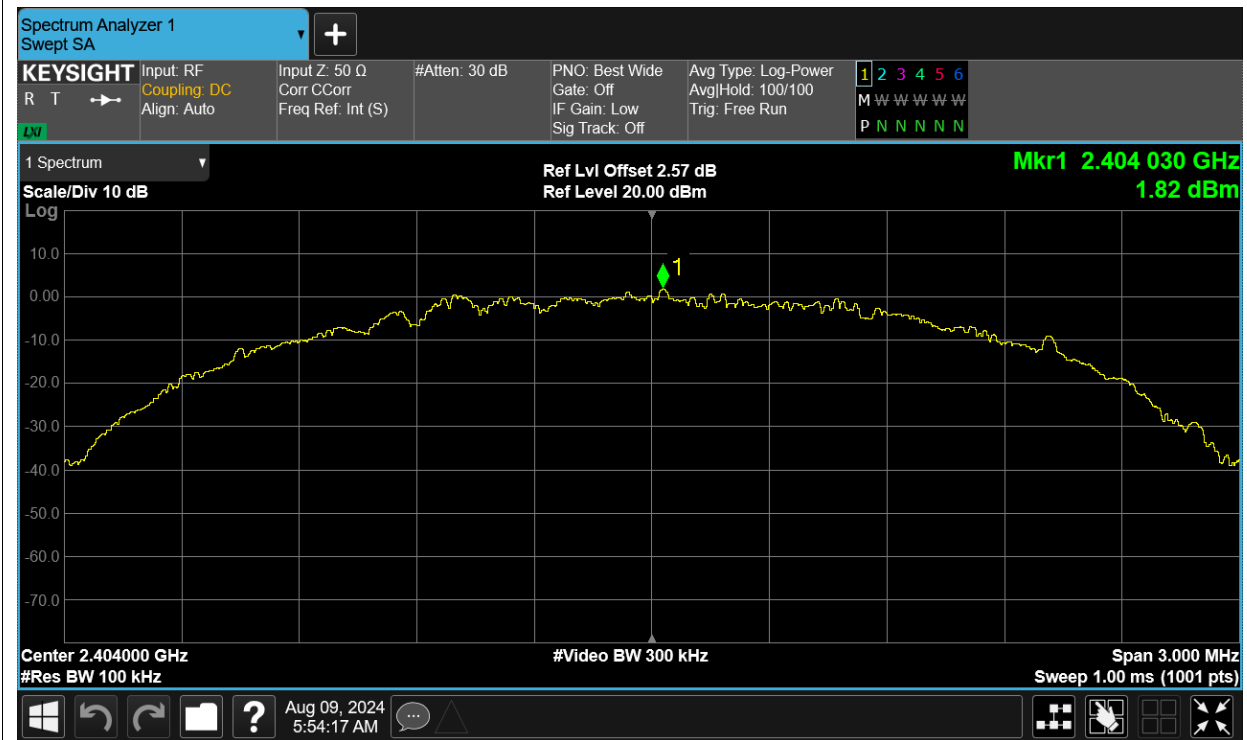 Spectrum Analyzer 1
Swept SA
KEYSIGHT
R T
LXI
Input: RF
Coupling: DC
Align: Auto
Input Z: 50 Ω
Corr CCorr
Freq Ref: Int (S)
#Atten: 30 dB
PNO: Best Wide
Gate: Off
IF Gain: Low
Sig Track: Off
Avg Type: Log-Power
Avg|Hold: 100/100
Trig: Free Run
1 2 3 4 5 6
M W W W W W
P N N N N N
1 Spectrum
Scale/Div 10 dB
Ref Lvl Offset 2.57 dB
Ref Level 20.00 dBm
Mkr1 2.404 030 GHz
1.82 dBm
Log
10.0
0.00
-10.0
-20.0
-30.0
-40.0
-50.0
-60.0
-70.0
1
Center 2.404000 GHz
#Res BW 100 kHz
#Video BW 300 kHz
Span 3.000 MHz
Sweep 1.00 ms (1001 pts)
?
Aug 09, 2024
5:54:17 AM